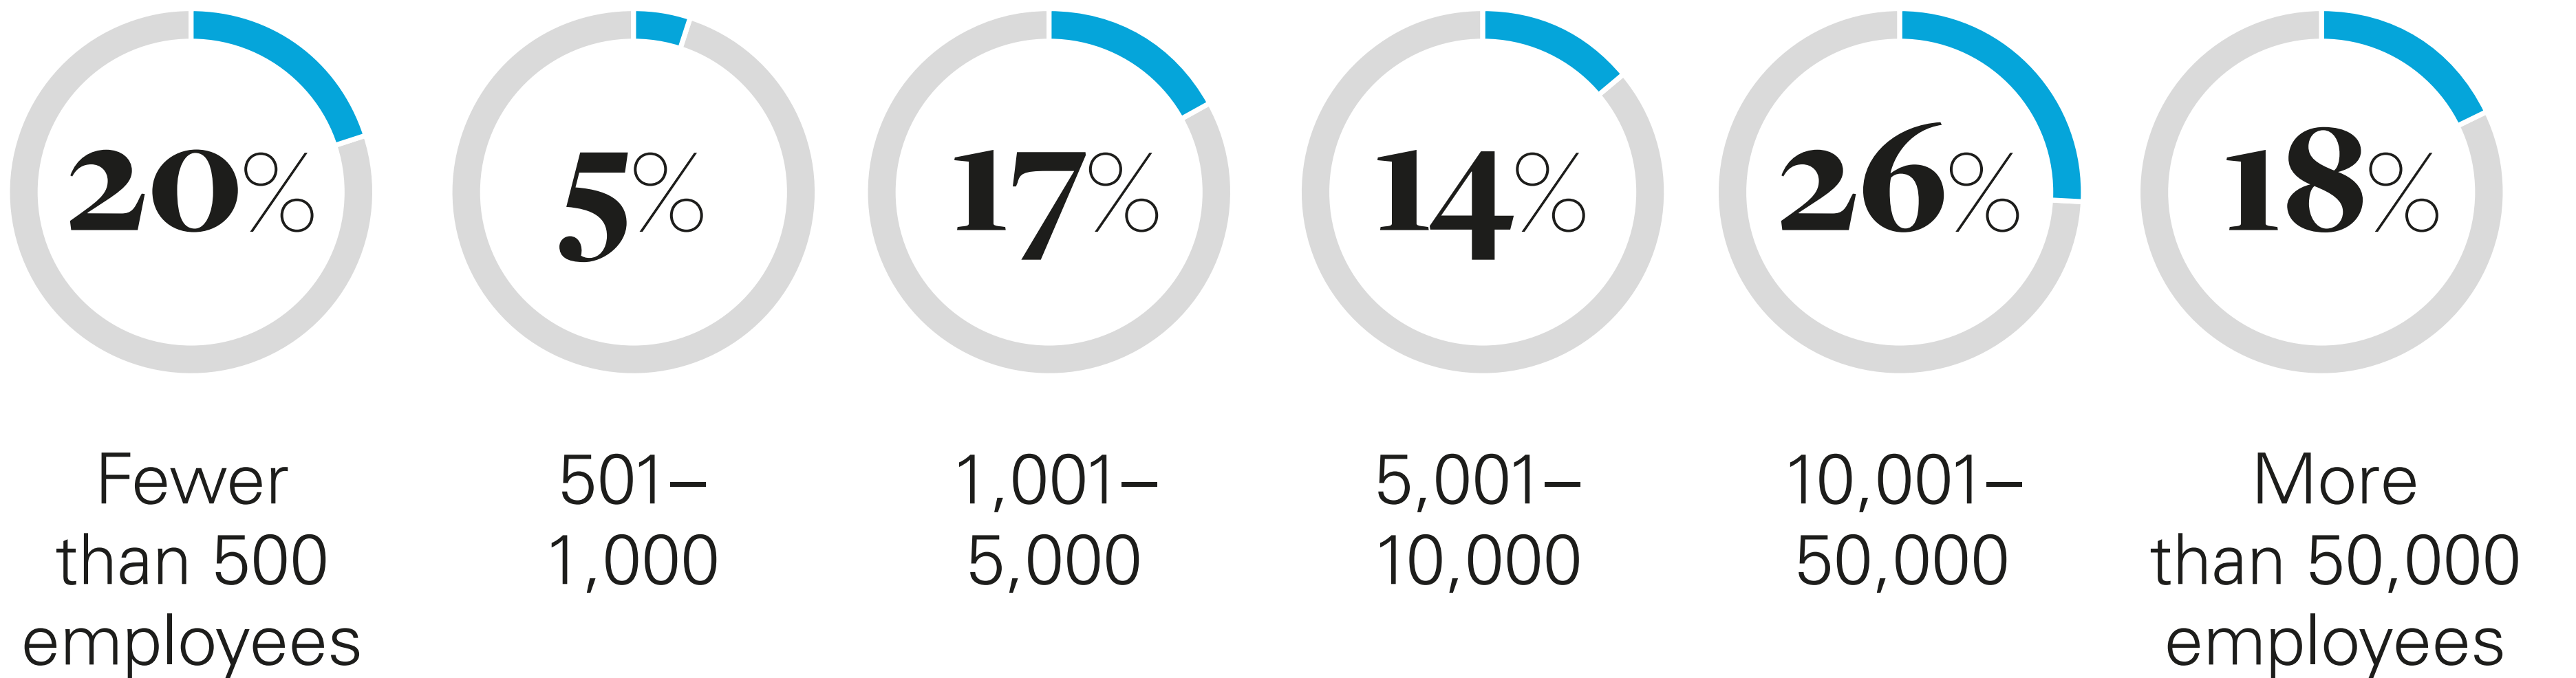 20%
5%
17%
14%
26%
18%
Fewer
than 500
employees
501–
1,000
1,001–
5,000
5,001–
10,000
10,001–
50,000
More
than 50,000
employees